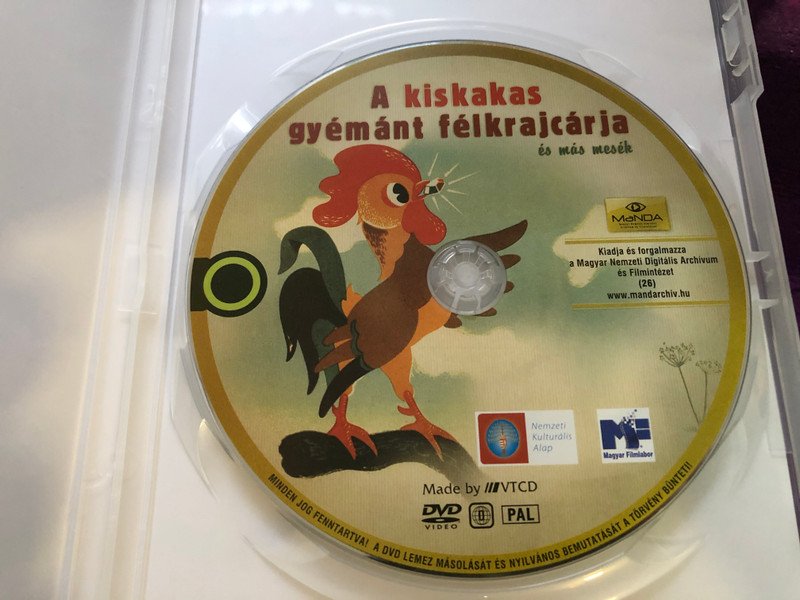 A kiskakas
gyémánt félkrajcárja
és más mesék
MaNDA
Kiadja és forgalmazza
a Magyar Nemzeti Digitális Archívum
és Filmintézet
(26)
www.mandarchiv.hu
Nemzeti
Kulturális
Alap
MF
Magyar Filmlabor
Made by VTCD
DVD
VIDEO
0
PAL
MINDEN JOG FENNTARTVA! A DVD LEMEZ MÁSOLÁSÁT ÉS NYILVÁNOS BEMUTATÁSÁT A TÖRVÉNY BÜNTETI!